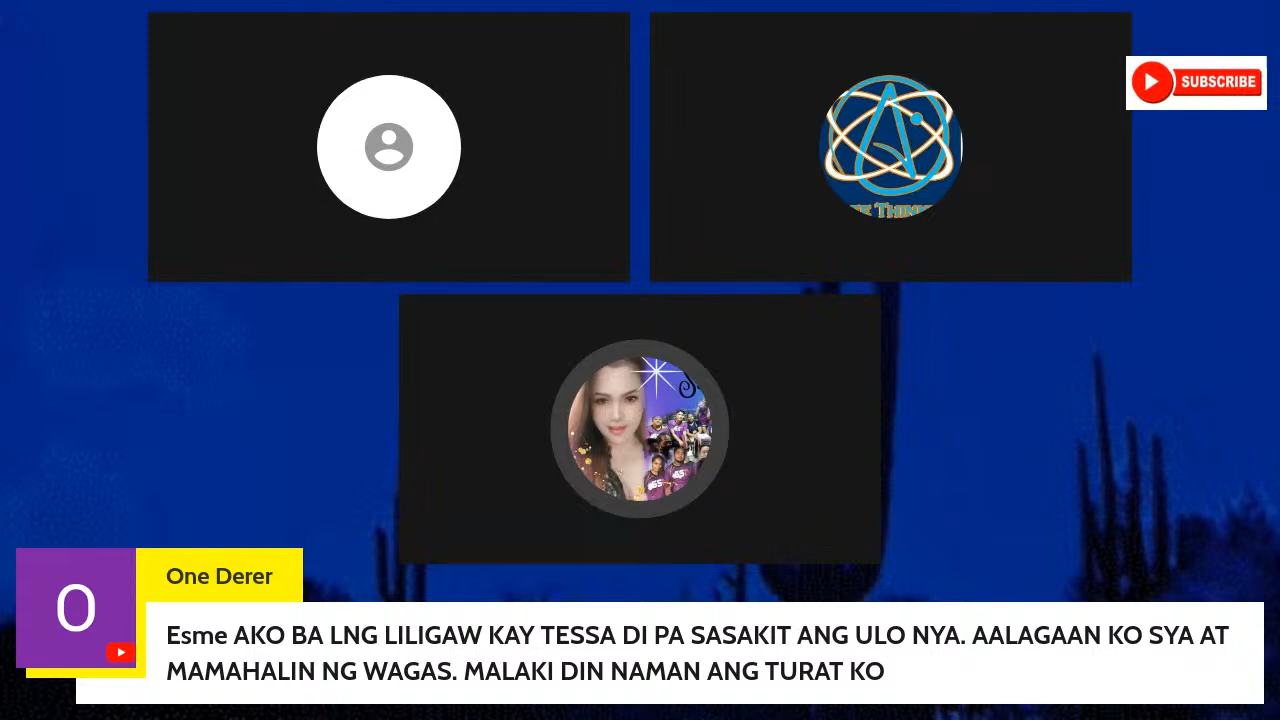 SUBSCRIBE
One Derer
O
Esme AKO BA LNG LILIGAW KAY TESSA DI PA SASAKIT ANG ULO NYA. AALAGAAN KO SYA AT
MAMAHALIN NG WAGAS. MALAKI DIN NAMAN ANG TURAT KO